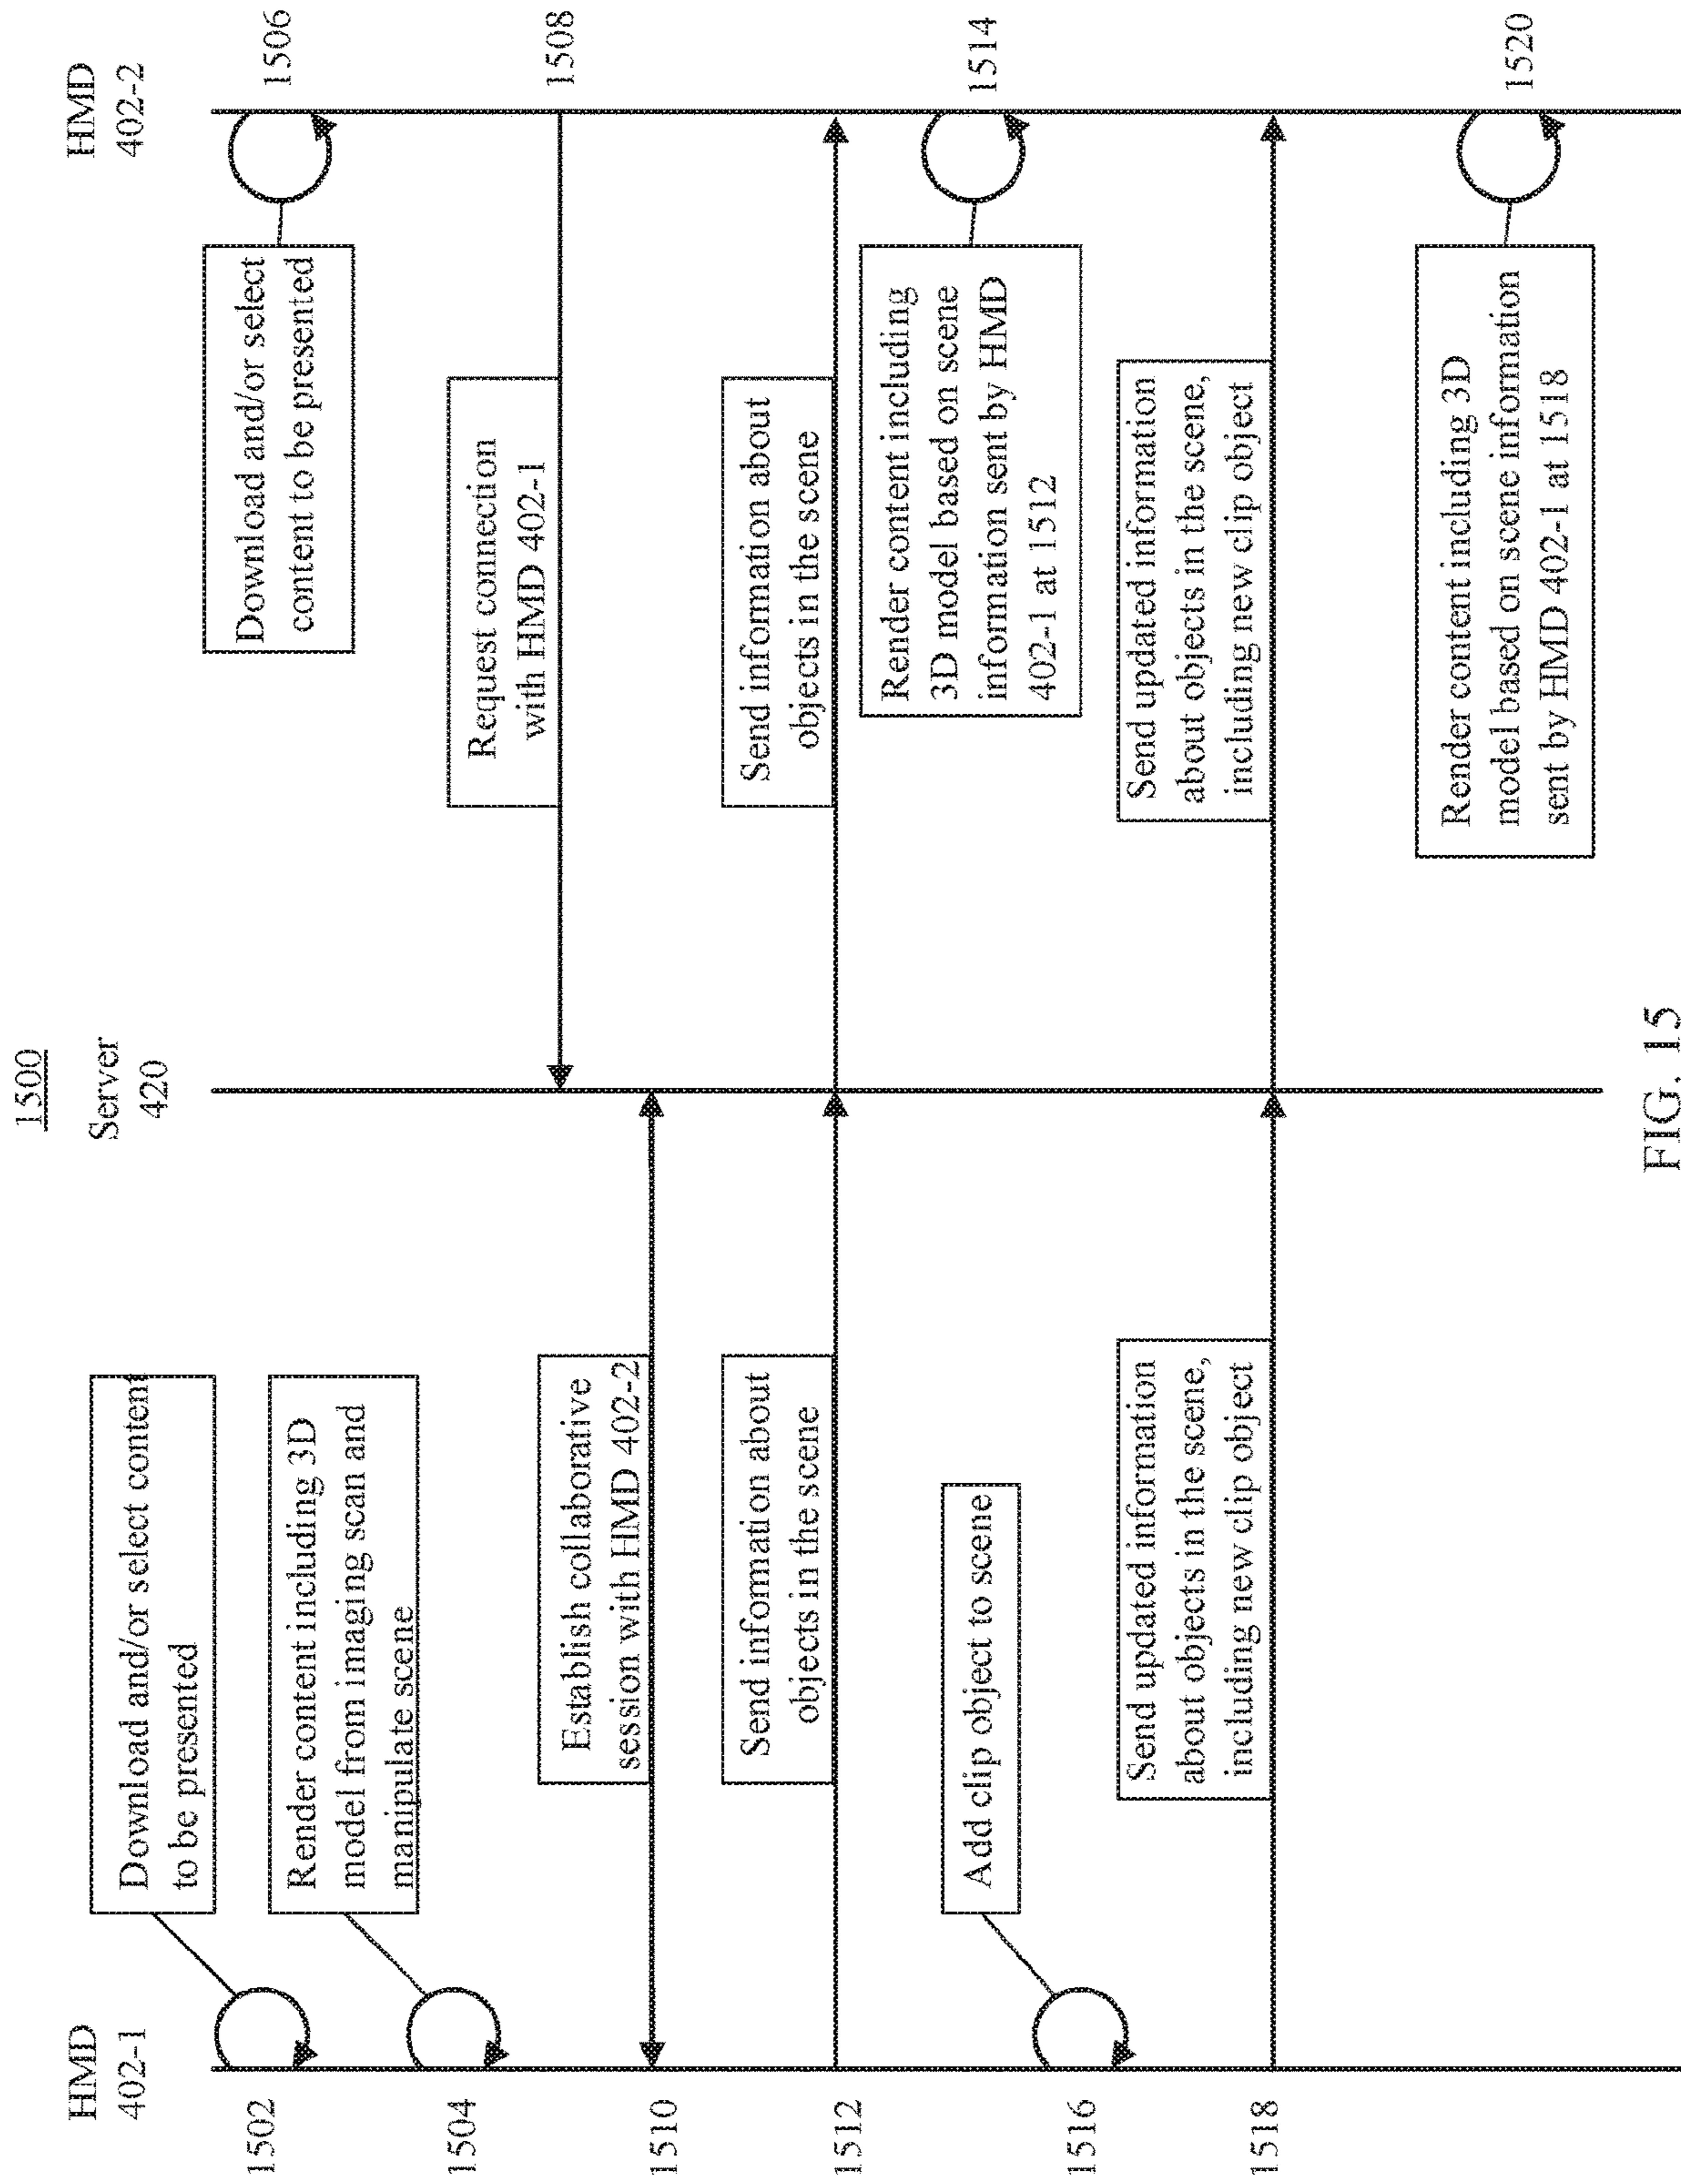 1500
HMD
402-1
Server
420
HMD
402-2
1502
Download and/or select content
to be presented
1506
Download and/or select
content to be presented
1504
Render content including 3D
model from imaging scan and
manipulate scene
1508
Request connection
with HMD 402-1
1510
Establish collaborative
session with HMD 402-2
1512
Send information about
objects in the scene
Send information about
objects in the scene
1514
Render content including
3D model based on scene
information sent by HMD
402-1 at 1512
1516
Add clip object to scene
1518
Send updated information
about objects in the scene,
including new clip object
Send updated information
about objects in the scene,
including new clip object
1520
Render content including 3D
model based on scene information
sent by HMD 402-1 at 1518
FIG. 15